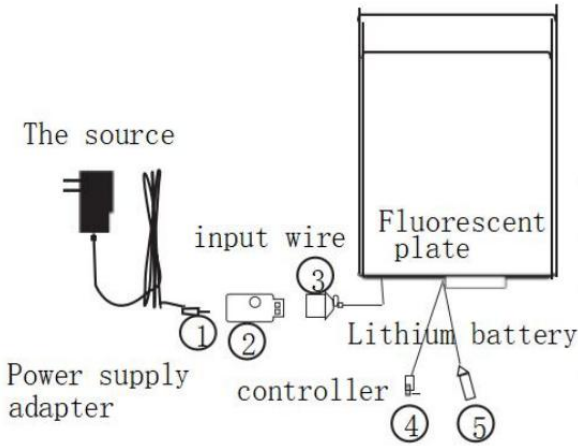 The source
Fluorescent
plate
input wire
③
①
②
Lithium battery
Power supply
adapter
controller
④
⑤